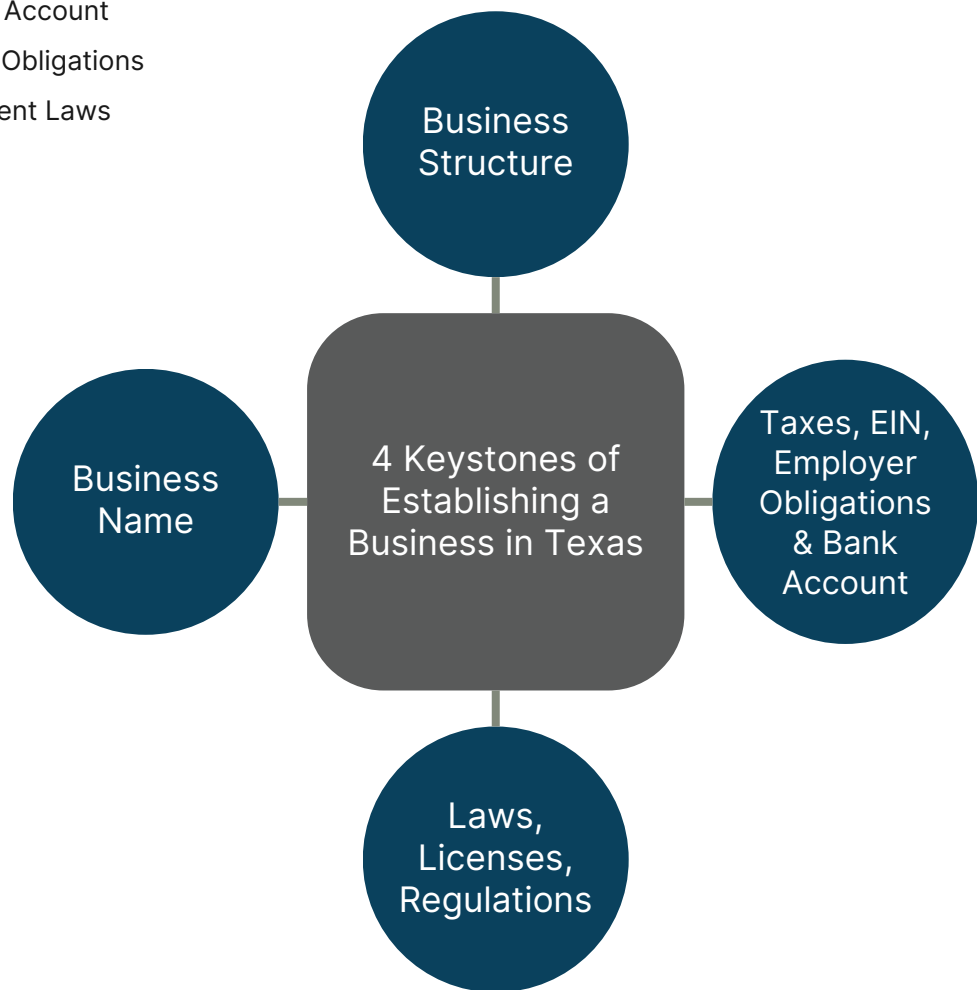 Account
Obligations
ent Laws
Business
Structure
Business
Name
4 Keystones of
Establishing a
Business in Texas
Taxes, EIN,
Employer
Obligations
& Bank
Account
Laws,
Licenses,
Regulations